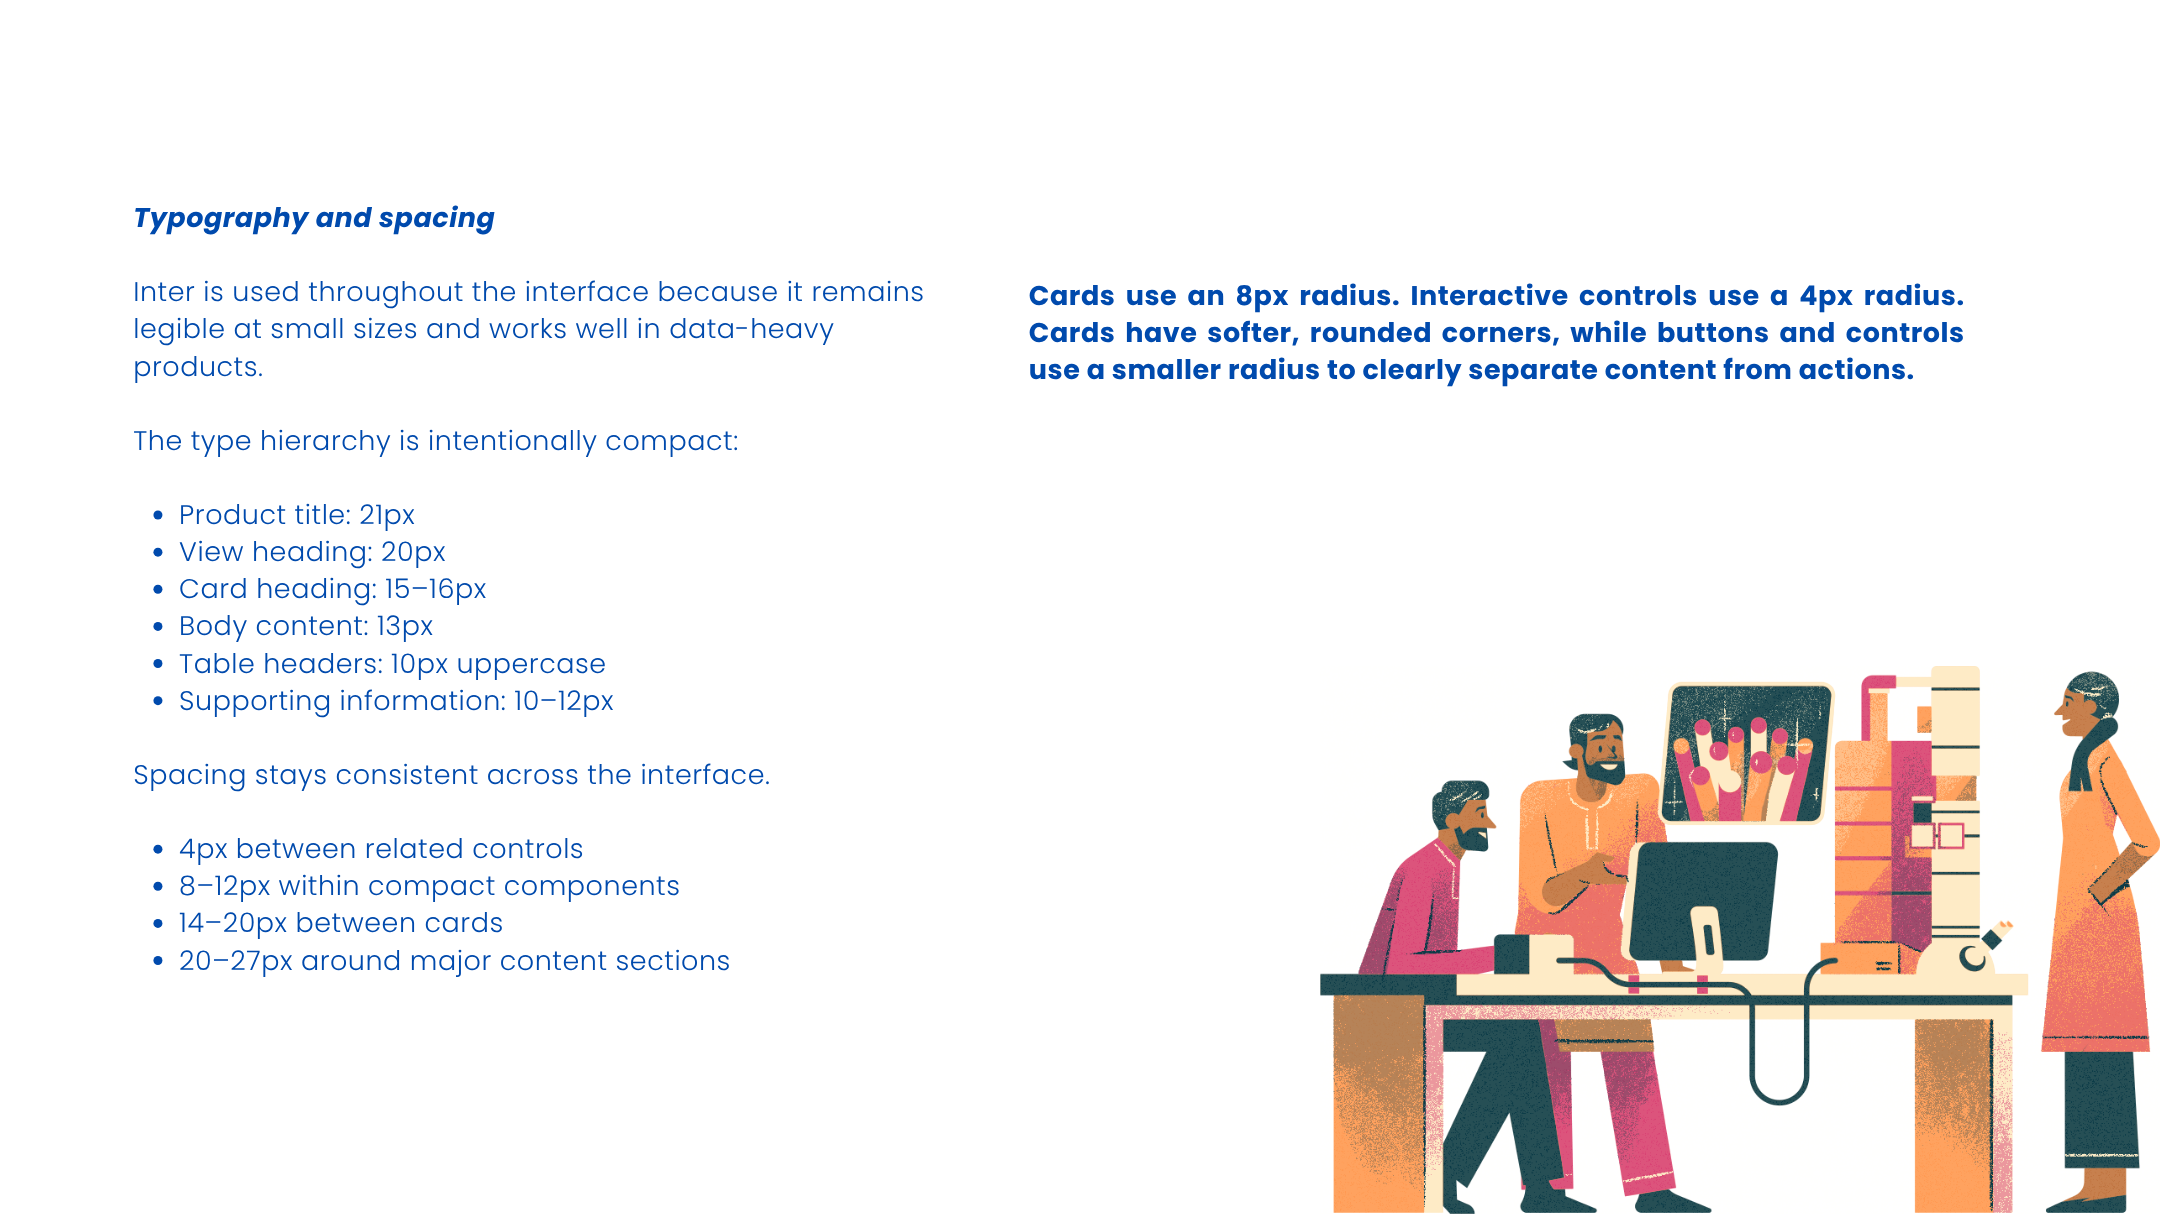 Typography and spacing
Inter is used throughout the interface because it remains
legible at small sizes and works well in data-heavy
products.
The type hierarchy is intentionally compact:
• Product title: 21px
• View heading: 20px
• Card heading: 15–16px
• Body content: 13px
• Table headers: 10px uppercase
• Supporting information: 10–12px
Spacing stays consistent across the interface.
• 4px between related controls
• 8–12px within compact components
• 14–20px between cards
• 20–27px around major content sections
Cards use an 8px radius. Interactive controls use a 4px radius.
Cards have softer, rounded corners, while buttons and controls
use a smaller radius to clearly separate content from actions.